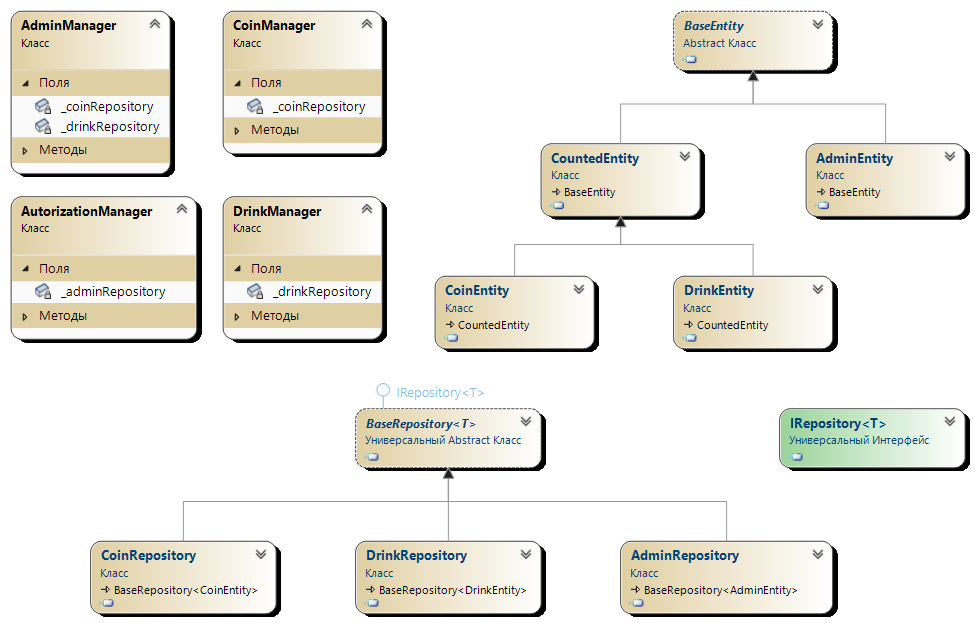 AdminManager
Класс
Поля
_coinRepository
_drinkRepository
Методы
CoinManager
Класс
Поля
_coinRepository
Методы
BaseEntity
Abstract Класс
CountedEntity
Класс
BaseEntity
AdminEntity
Класс
BaseEntity
AutorizationManager
Класс
Поля
_adminRepository
Методы
DrinkManager
Класс
Поля
_drinkRepository
Методы
CoinEntity
Класс
CountedEntity
DrinkEntity
Класс
CountedEntity
IRepository<T>
BaseRepository<T>
Универсальный Abstract Класс
IRepository<T>
Универсальный Интерфейс
CoinRepository
Класс
BaseRepository<CoinEntity>
DrinkRepository
Класс
BaseRepository<DrinkEntity>
AdminRepository
Класс
BaseRepository<AdminEntity>